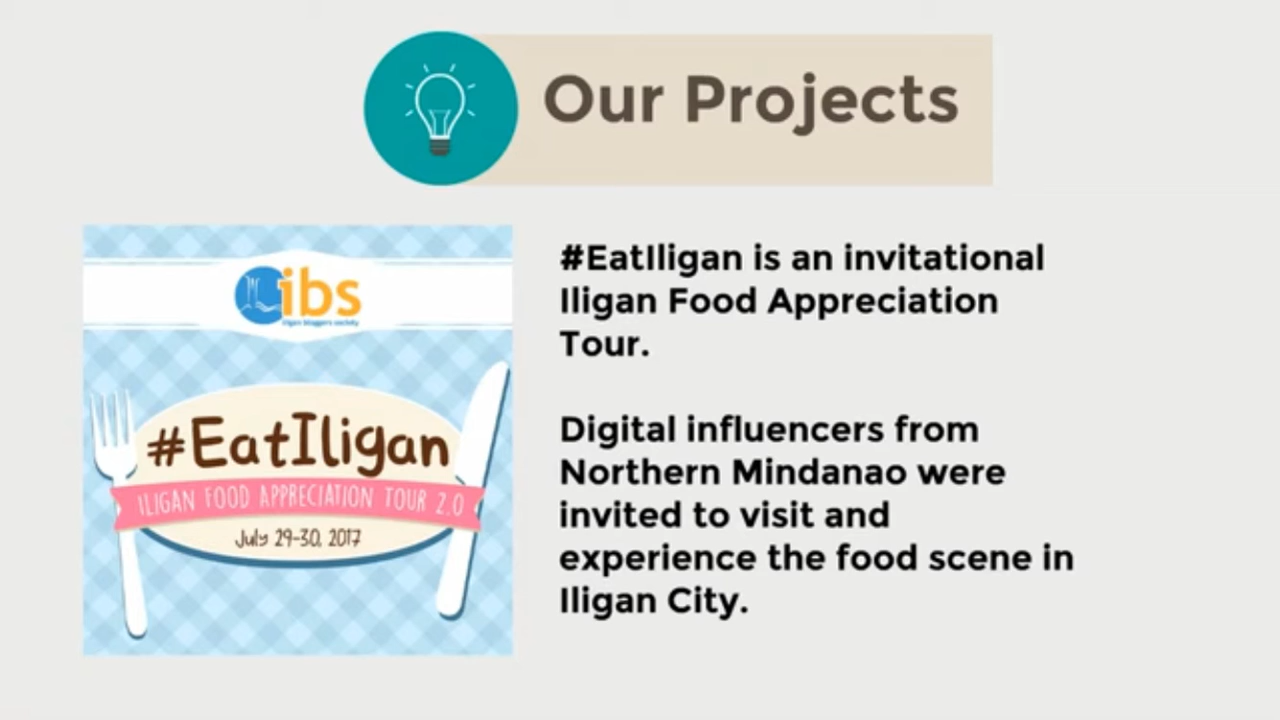 Our Projects
ibs
iligan bloggers society
#EatIligan
ILIGAN FOOD APPRECIATION TOUR 2.0
July 29-30, 2017
#EatIligan is an invitational
Iligan Food Appreciation
Tour.
Digital influencers from
Northern Mindanao were
invited to visit and
experience the food scene in
Iligan City.